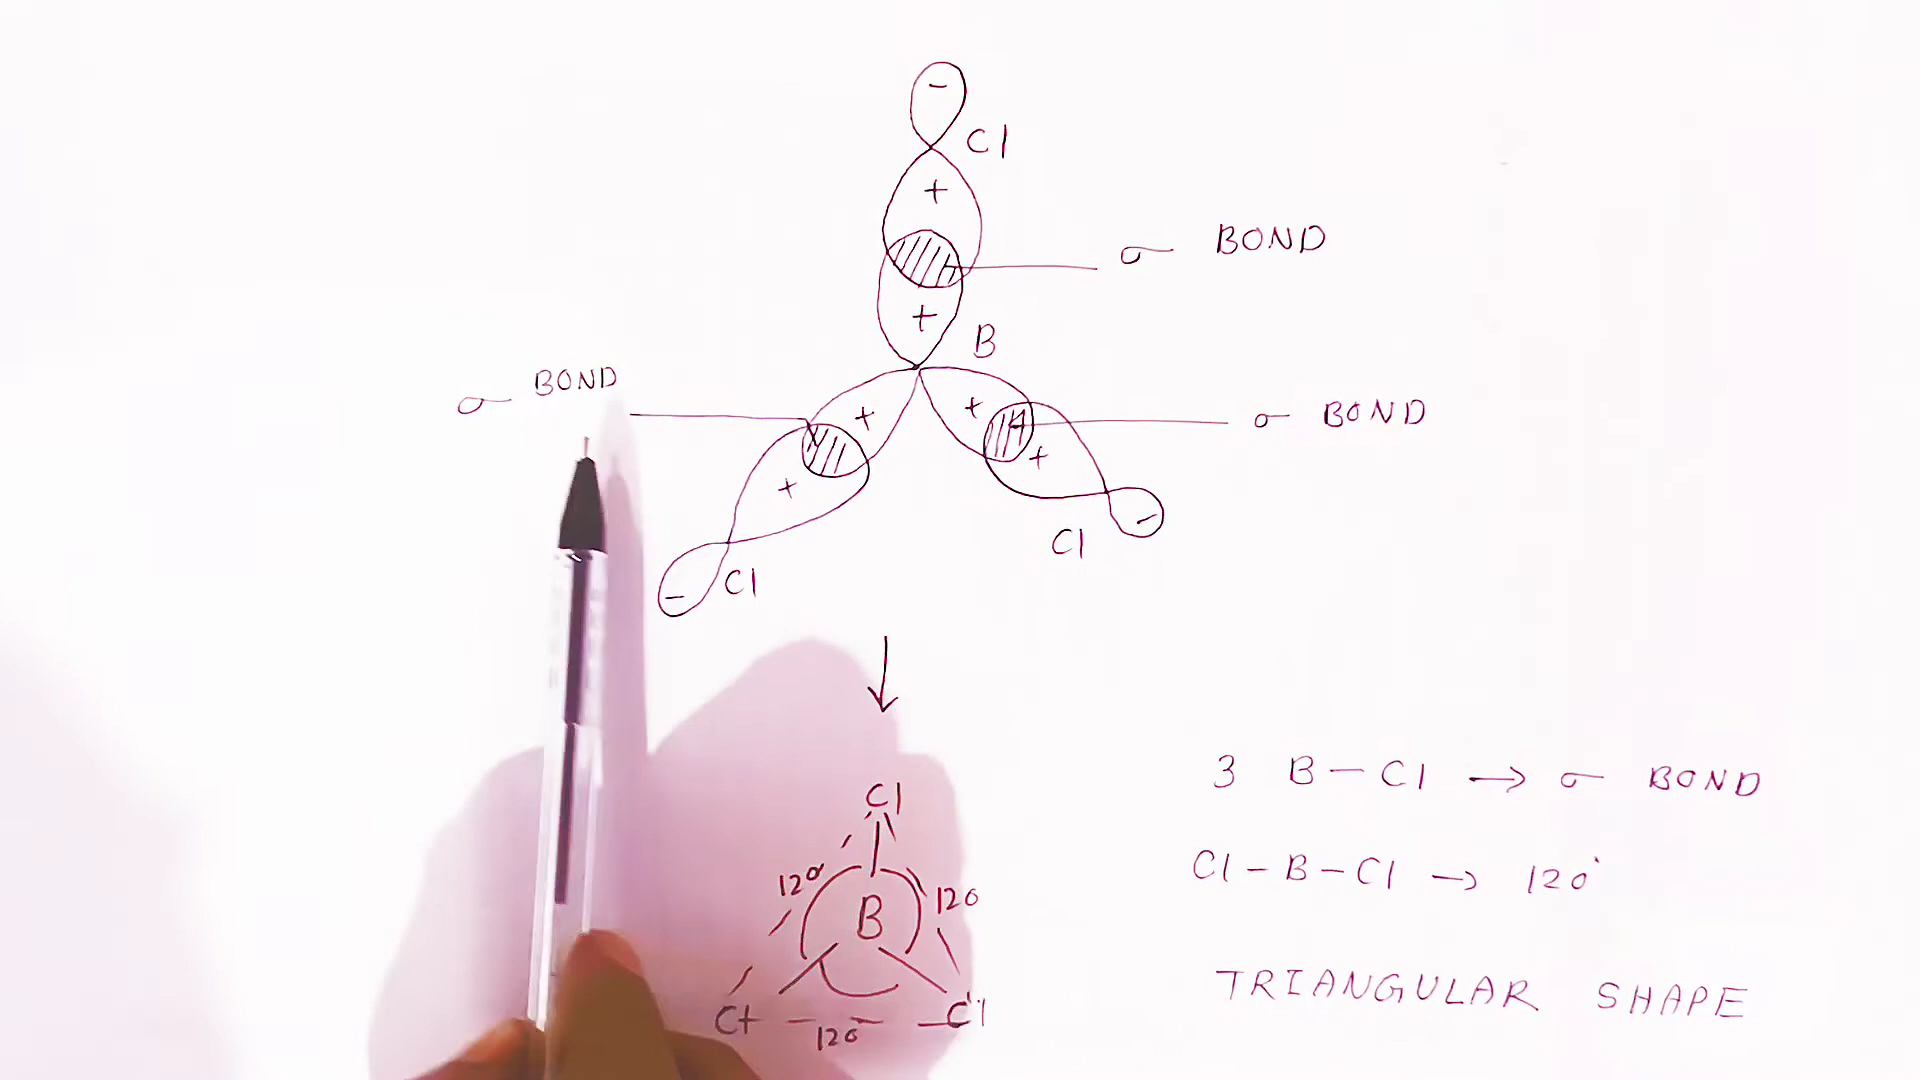 -
Cl
+
σ BOND
+
B
σ BOND
+
+
σ BOND
+
+
-
Cl
Cl
-
Cl
3 B - Cl → σ BOND
120°
120
B
Cl - B - Cl → 120°
Cl
120
Cl
TRIANGULAR SHAPE